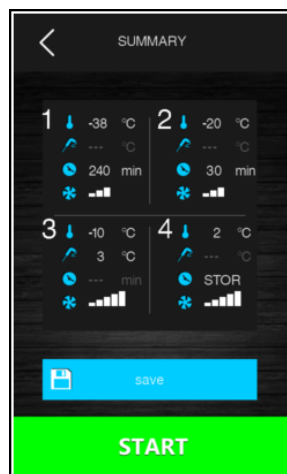 SUMMARY
1 -38 °C
--- °C
240 min
2 -20 °C
--- °C
30 min
3 -10 °C
3 °C
--- min
4 2 °C
--- °C
STOR
save
START